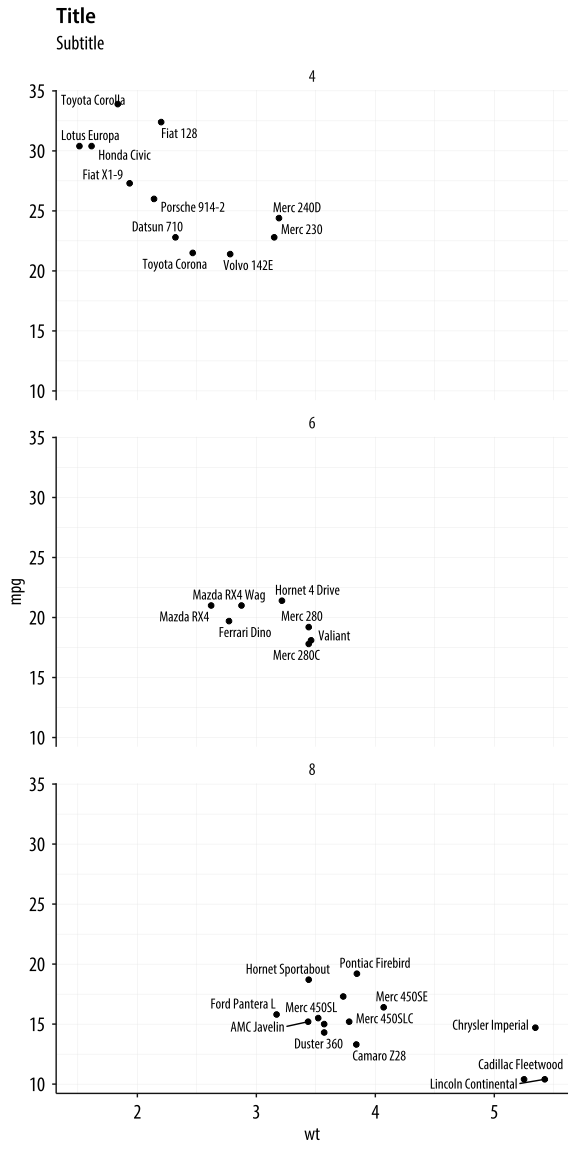 Title
Subtitle
4
35
Toyota Corolla
Fiat 128
Lotus Europa
30
Honda Civic
Fiat X1-9
Porsche 914-2
Merc 240D
25
Datsun 710
Merc 230
Toyota Corona
Volvo 142E
20
15
10
6
35
30
25
mpg
Hornet 4 Drive
Mazda RX4 Wag
Mazda RX4
Merc 280
20
Ferrari Dino
Valiant
Merc 280C
15
10
8
35
30
25
20
Pontiac Firebird
Hornet Sportabout
Merc 450SE
Ford Pantera L
Merc 450SL
Merc 450SLC
15
AMC Javelin
Chrysler Imperial
Duster 360
Camaro Z28
Cadillac Fleetwood
10
Lincoln Continental
2 3 4 5
wt